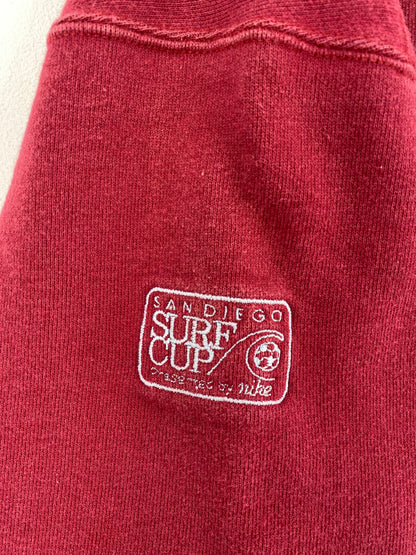 SAN DIEGO
SURF
CUP
presented by nike